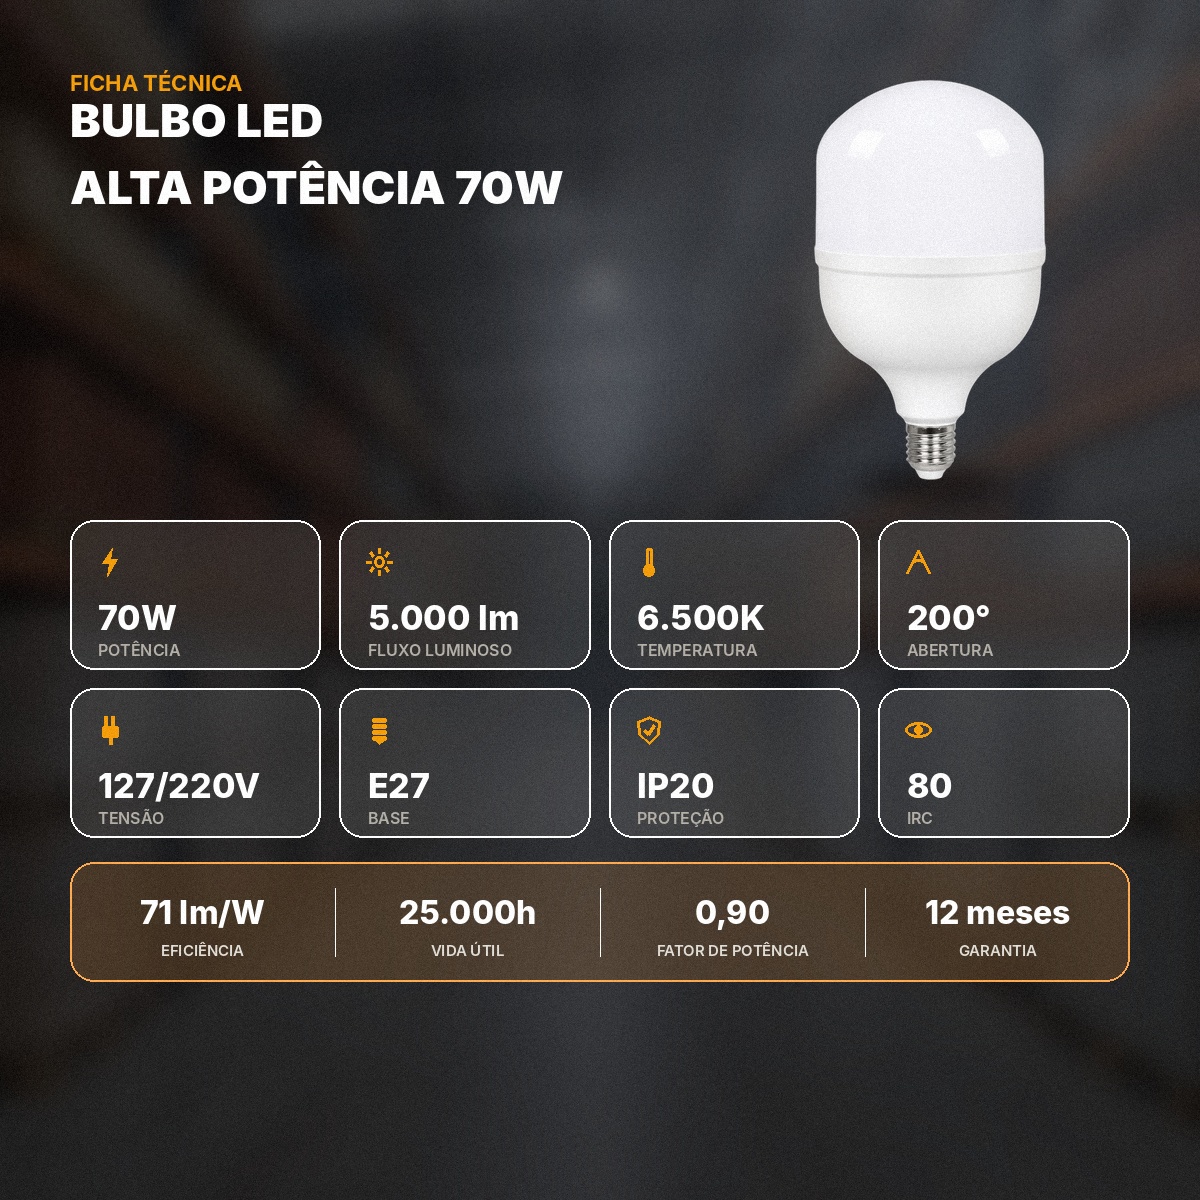 FICHA TÉCNICA
BULBO LED
ALTA POTÊNCIA 70W
70W
POTÊNCIA
5.000 lm
FLUXO LUMINOSO
6.500K
TEMPERATURA
200°
ABERTURA
127/220V
TENSÃO
E27
BASE
IP20
PROTEÇÃO
80
IRC
71 lm/W
EFICIÊNCIA
25.000h
VIDA ÚTIL
0,90
FATOR DE POTÊNCIA
12 meses
GARANTIA